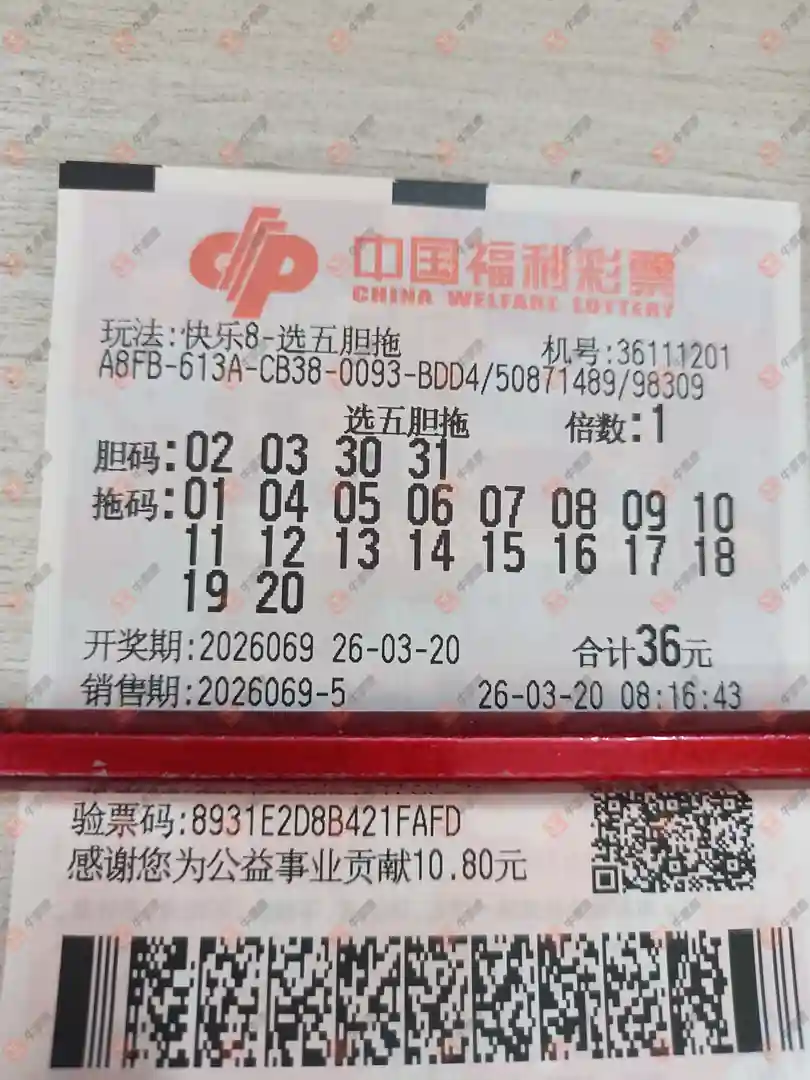 中国福利彩票
CHINA WELFARE LOTTERY
玩法:快乐8-选五胆拖 机号:36111201
A8FB-613A-CB38-0093-BDD4/50871489/98309
选五胆拖 倍数:1
胆码:02 03 30 31
拖码:01 04 05 06 07 08 09 10
11 12 13 14 15 16 17 18
19 20
开奖期:2026069 26-03-20 合计36元
销售期:2026069-5 26-03-20 08:16:43
验票码:8931E2D8B421FAFD
感谢您为公益事业贡献10.80元